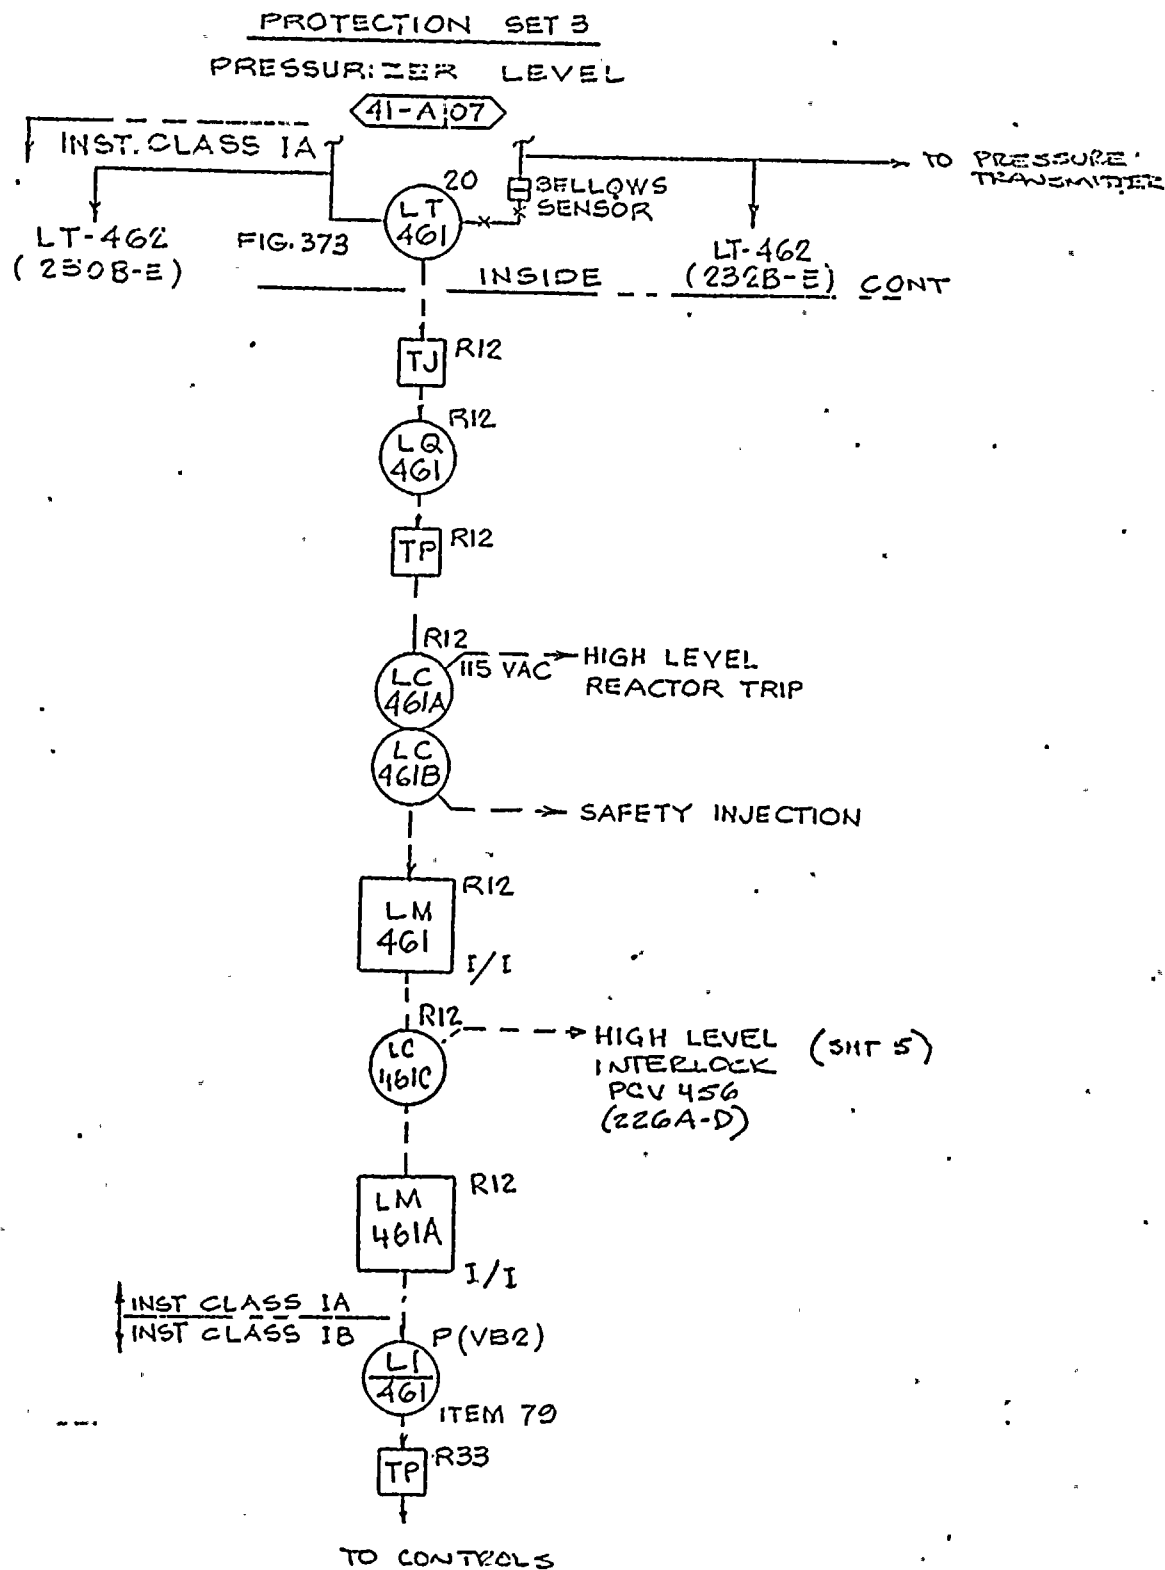 PROTECTION SET 3
PRESSURIZER LEVEL
41-A 07
INST. CLASS IA
TO PRESSURE
TRANSMITTER
20
BELLOWS
SENSOR
LT
461
LT-462
(230B-E)
FIG. 373
LT-462
(232B-E)
INSIDE
CONT
TJ
R12
R12
LQ
461
TP
R12
R12
115 VAC
HIGH LEVEL
REACTOR TRIP
LC
461A
LC
461B
SAFETY INJECTION
R12
LM
461
I/I
R12
LC
461C
HIGH LEVEL (SHT 5)
INTERLOCK
PCV 456
(226A-D)
R12
LM
461A
I/I
INST CLASS IA
INST CLASS IB
P(VB2)
LI
461
ITEM 79
TP
R33
TO CONTROLS